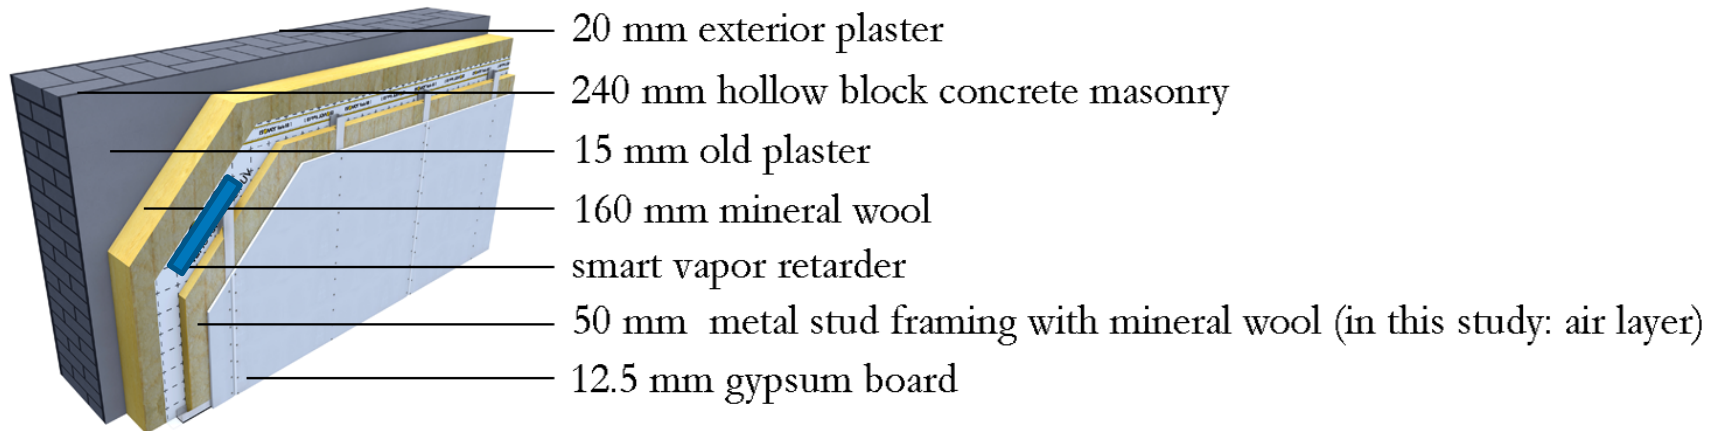 20 mm exterior plaster
240 mm hollow block concrete masonry
15 mm old plaster
160 mm mineral wool
smart vapor retarder
50 mm metal stud framing with mineral wool (in this study: air layer)
12.5 mm gypsum board